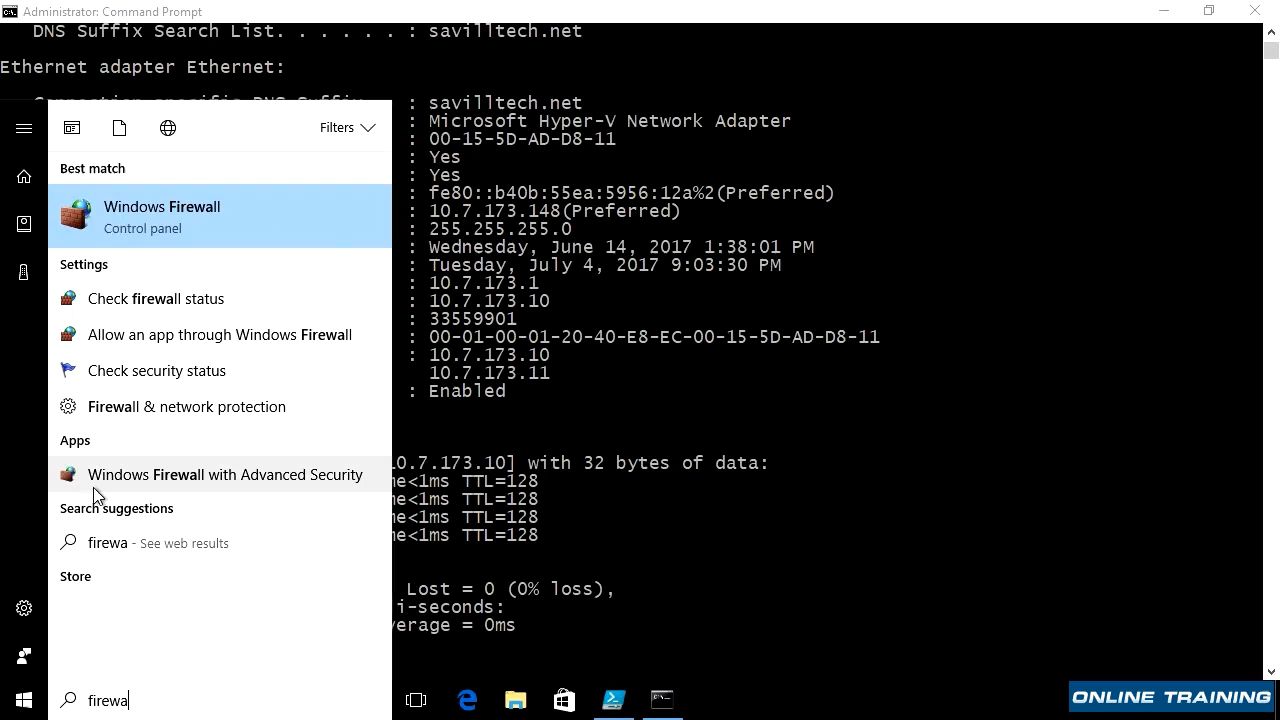 Administrator: Command Prompt
DNS Suffix Search List. . . . . . : savilltech.net
Ethernet adapter Ethernet:
: savilltech.net
: Microsoft Hyper-V Network Adapter
: 00-15-5D-AD-D8-11
: Yes
: Yes
: fe80::b40b:55ea:5956:12a%2(Preferred)
: 10.7.173.148(Preferred)
: 255.255.255.0
: Wednesday, June 14, 2017 1:38:01 PM
: Tuesday, July 4, 2017 9:03:30 PM
: 10.7.173.1
: 10.7.173.10
: 33559901
: 00-01-00-01-20-40-E8-EC-00-15-5D-AD-D8-11
: 10.7.173.10
10.7.173.11
: Enabled
10.7.173.10] with 32 bytes of data:
me<1ms TTL=128
me<1ms TTL=128
me<1ms TTL=128
me<1ms TTL=128
Lost = 0 (0% loss),
i-seconds:
verage = 0ms
Filters
Best match
Windows Firewall
Control panel
Settings
Check firewall status
Allow an app through Windows Firewall
Check security status
Firewall & network protection
Apps
Windows Firewall with Advanced Security
Search suggestions
firewa - See web results
Store
firewa
ONLINE TRAINING